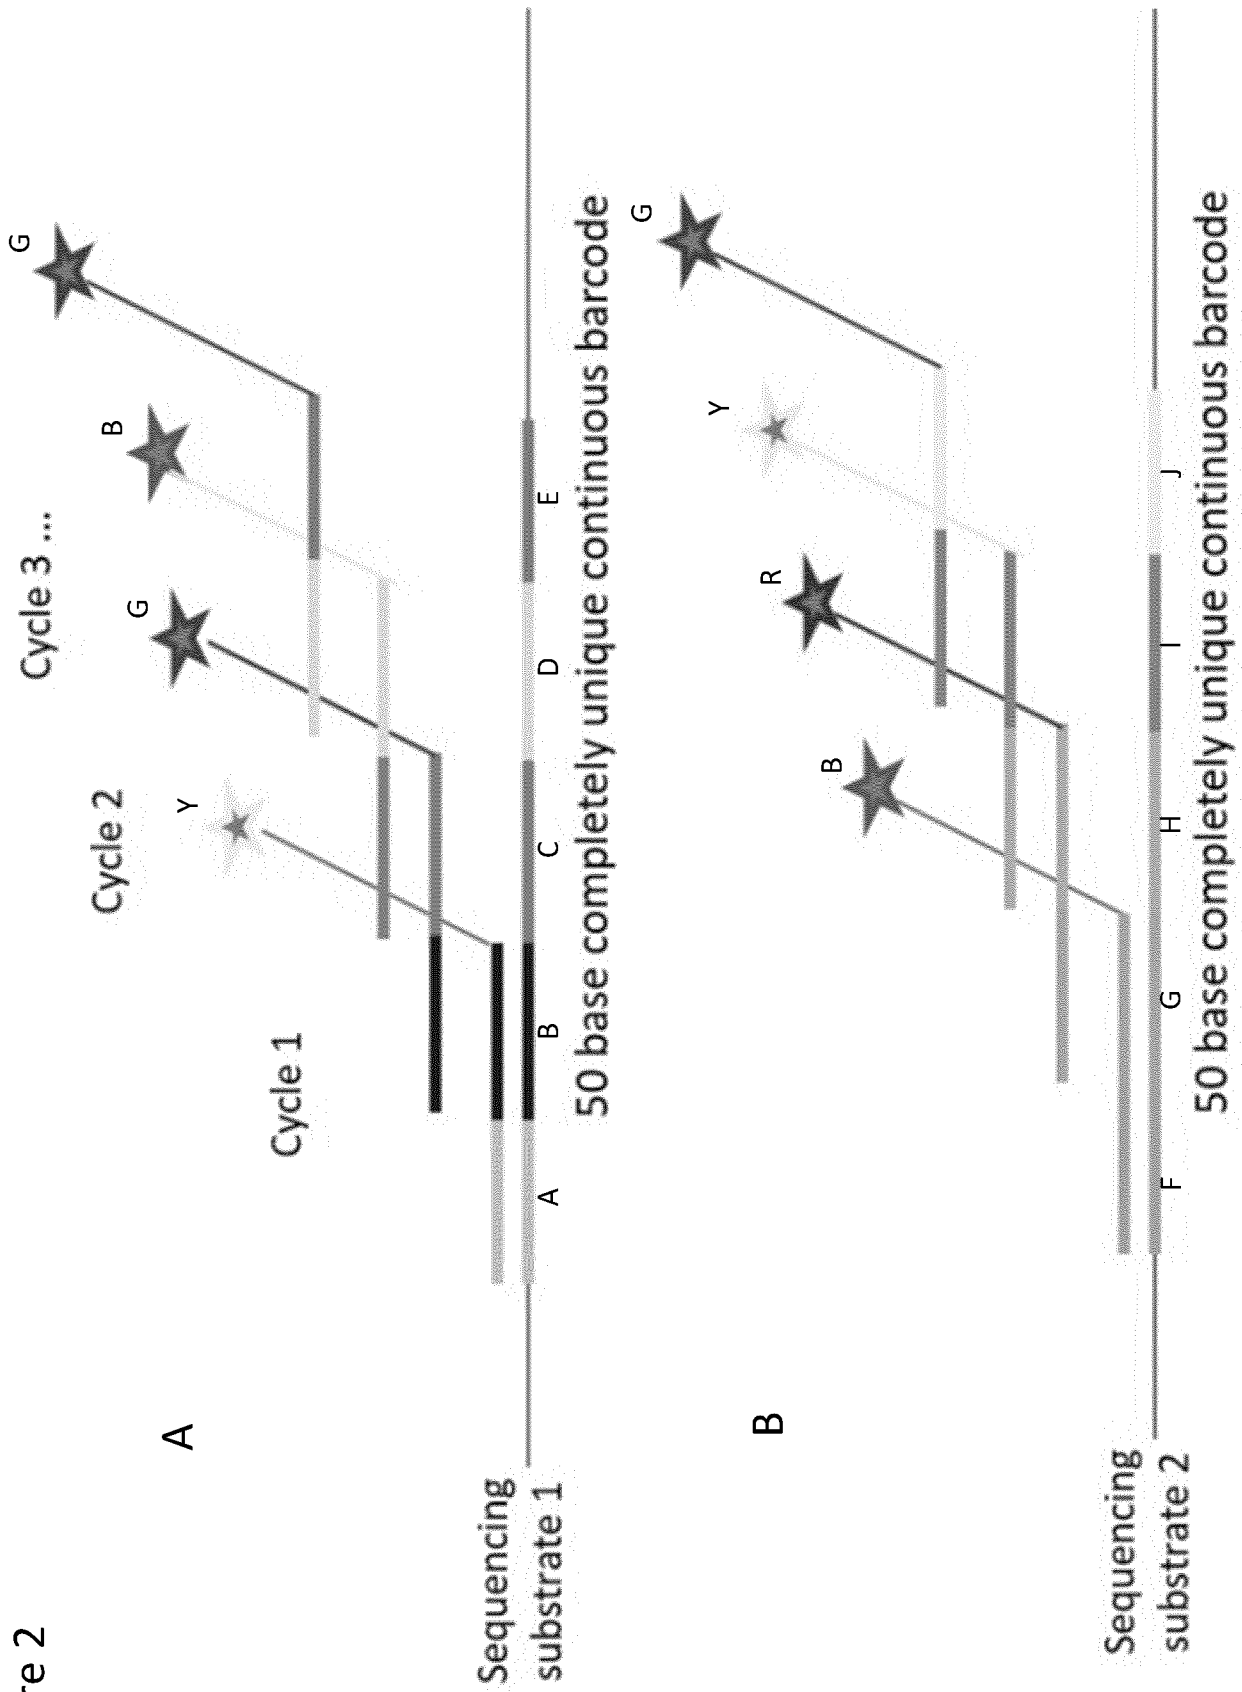 re 2
A
Cycle 1
Cycle 2
Cycle 3 ...
Y
G
B
G
Sequencing
substrate 1
A
B
C
D
E
50 base completely unique continuous barcode
B
B
R
Y
G
Sequencing
substrate 2
F
G
H
I
J
50 base completely unique continuous barcode